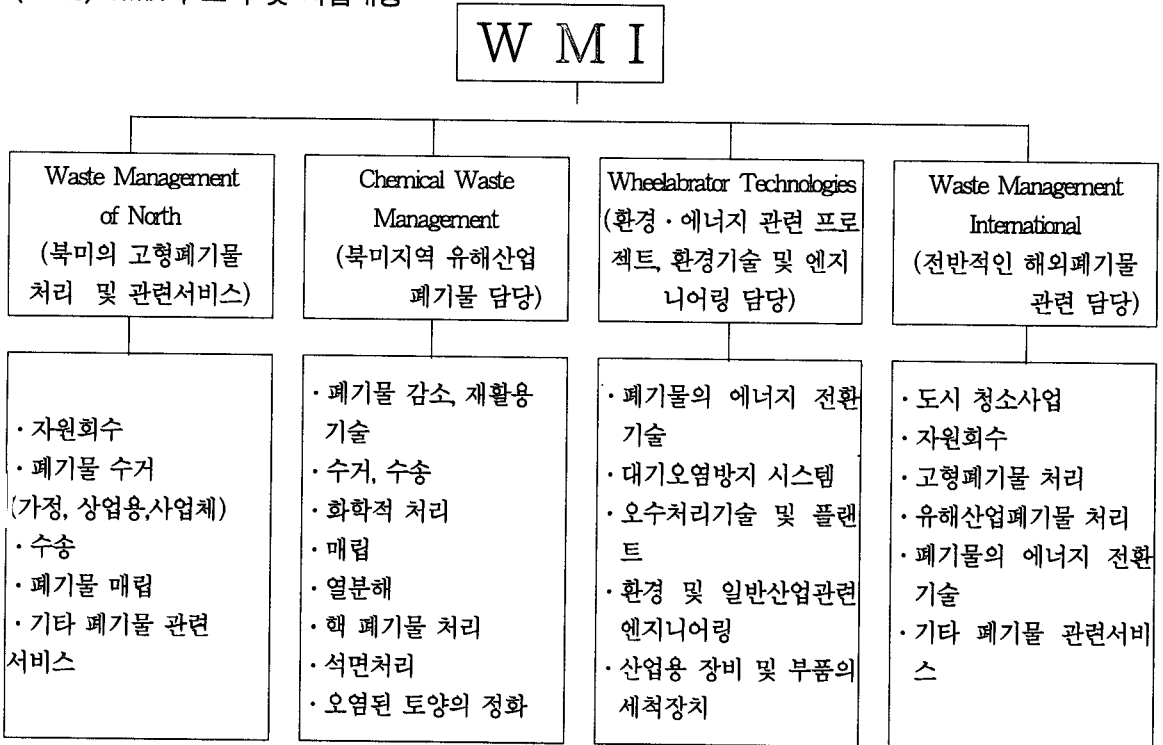 W M I
Waste Management
of North
(북미의 고형폐기물
처리 및 관련서비스)
Chemical Waste
Management
(북미지역 유해산업
폐기물 담당)
Wheelabrator Technologies
(환경·에너지 관련 프로
젝트, 환경기술 및 엔지
니어링 담당)
Waste Management
International
(전반적인 해외폐기물
관련 담당)
· 자원회수
· 폐기물 수거
(가정, 상업용,사업체)
· 수송
· 폐기물 매립
· 기타 폐기물 관련
서비스
· 폐기물 감소, 재활용
기술
· 수거, 수송
· 화학적 처리
· 매립
· 열분해
· 핵 폐기물 처리
· 석면처리
· 오염된 토양의 정화
· 폐기물의 에너지 전환
기술
· 대기오염방지 시스템
· 오수처리기술 및 플랜
트
· 환경 및 일반산업관련
엔지니어링
· 산업용 장비 및 부품의
세척장치
· 도시 청소사업
· 자원회수
· 고형폐기물 처리
· 유해산업폐기물 처리
· 폐기물의 에너지 전환
기술
· 기타 폐기물 관련서비
스